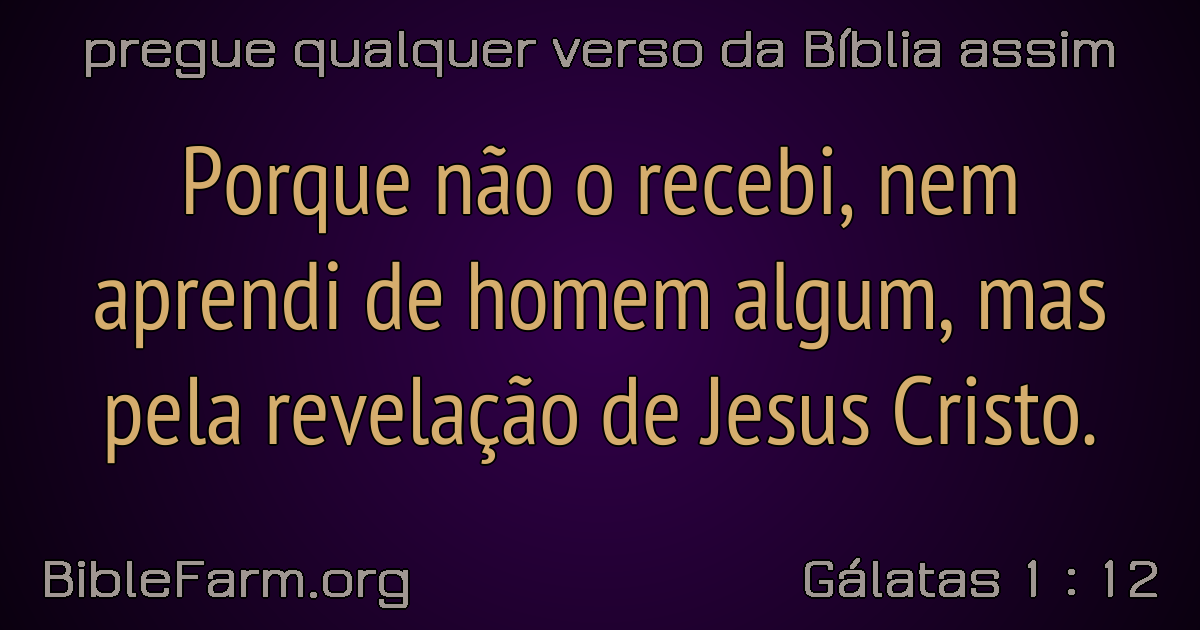 pregue qualquer verso da Bíblia assim
Porque não o recebi, nem
aprendi de homem algum, mas
pela revelação de Jesus Cristo.
BibleFarm.org
Gálatas 1 : 12